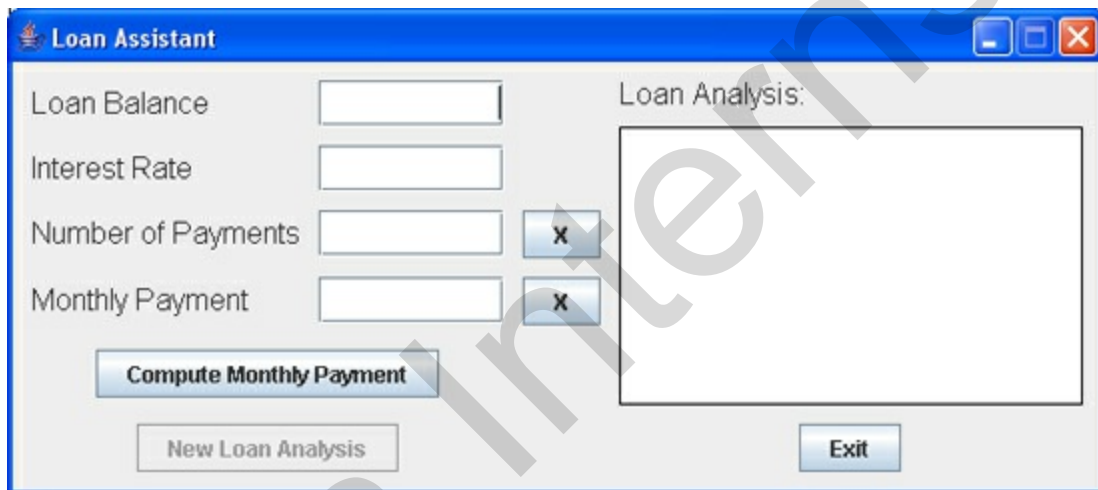 Loan Assistant
Loan Balance
Interest Rate
Number of Payments
X
Monthly Payment
X
Compute Monthly Payment
New Loan Analysis
Loan Analysis:
Exit
Intern